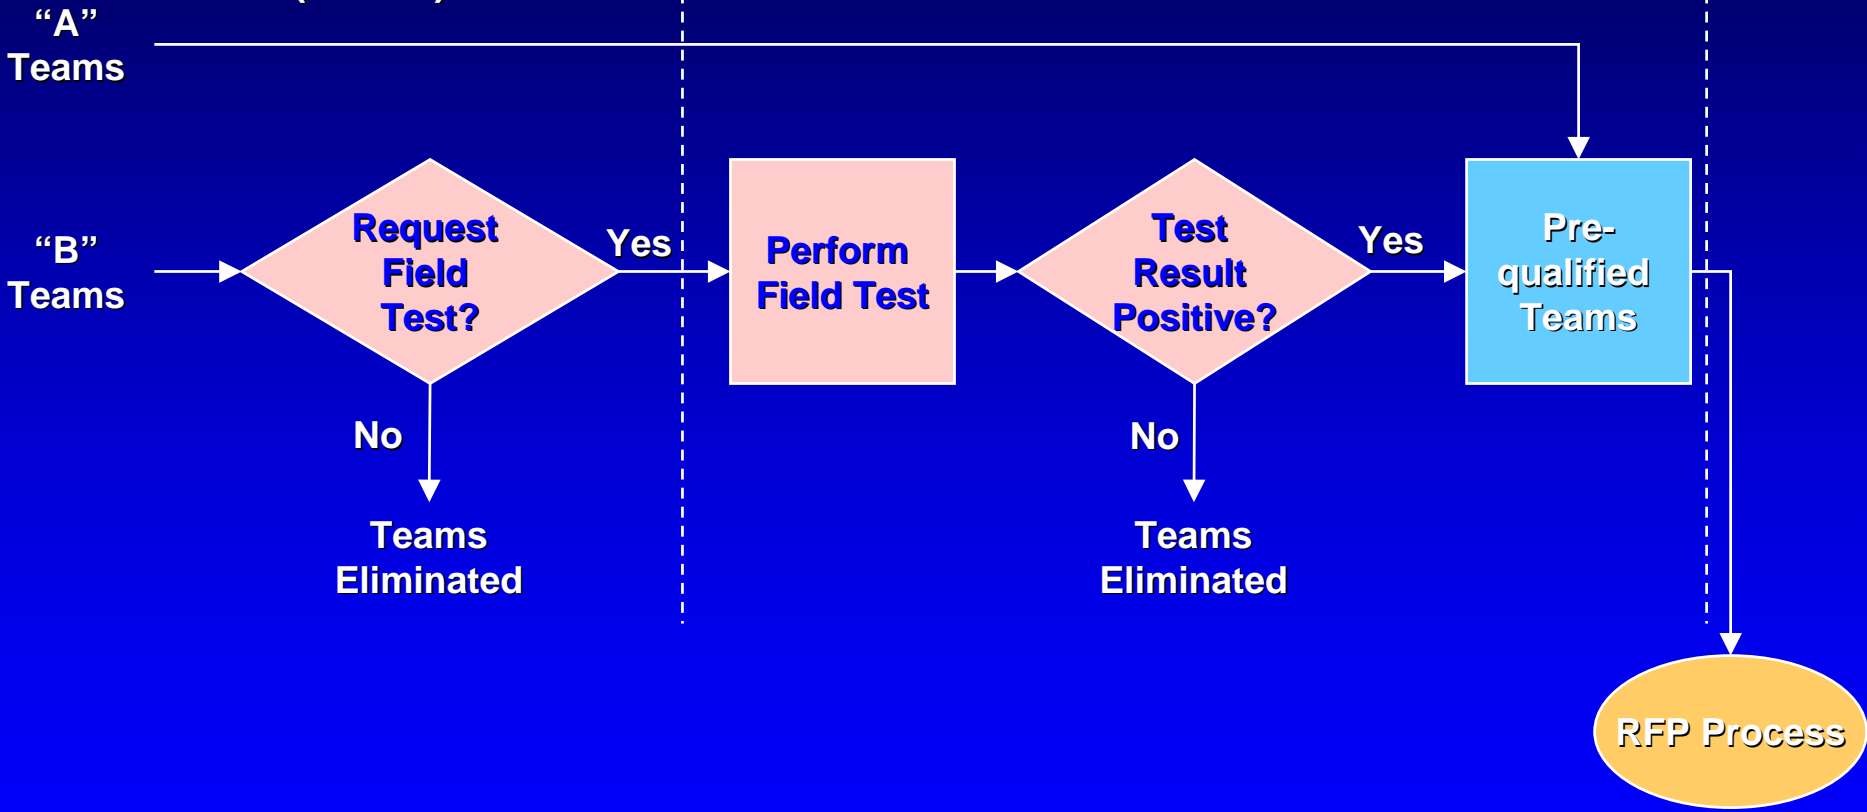 “A”
Teams
“B”
Teams
Request
Field
Test?
Yes
Perform
Field Test
Test
Result
Positive?
Yes
Pre-
qualified
Teams
No
No
Teams
Eliminated
Teams
Eliminated
RFP Process